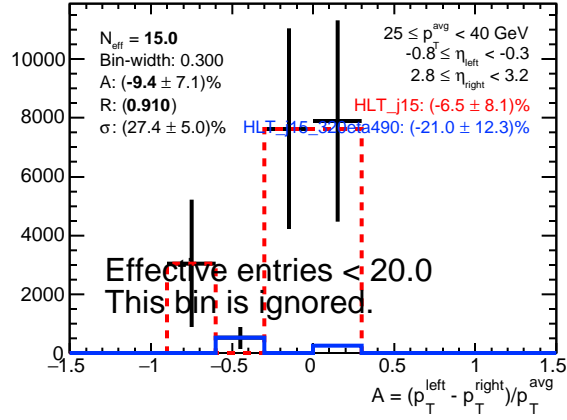 N_eff = 15.0
Bin-width: 0.300
A: (-9.4 ± 7.1)%
R: (0.910)
σ: (27.4 ± 5.0)%
25 ≤ p_T^avg < 40 GeV
-0.8 ≤ η_left < -0.3
2.8 ≤ η_right < 3.2
HLT_j15: (-6.5 ± 8.1)%
HLT_j15_320eta490: (-21.0 ± 12.3)%
Effective entries < 20.0
This bin is ignored.
10000
8000
6000
4000
2000
0
−1.5 −1 −0.5 0 0.5 1 1.5
A = (p_T^left - p_T^right)/p_T^avg